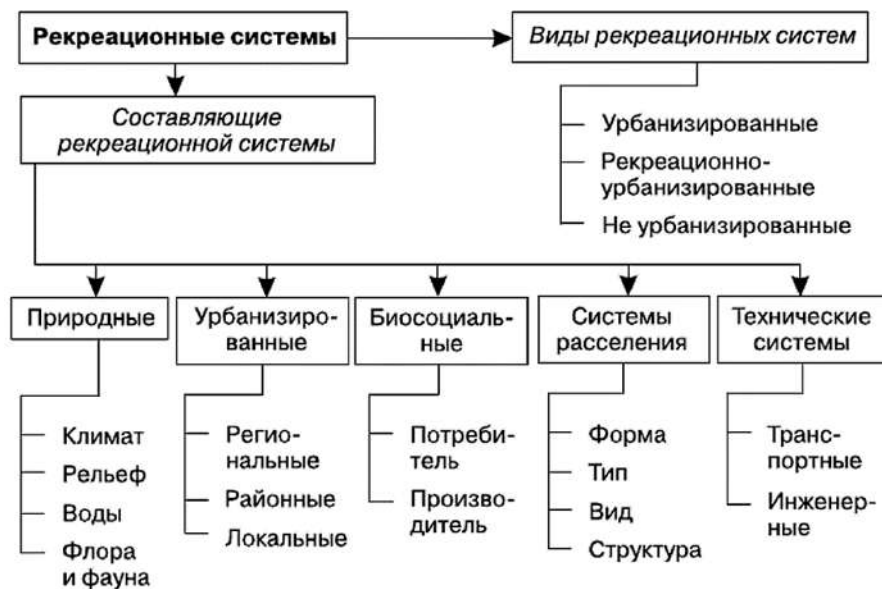 Рекреационные системы
Виды рекреационных систем
Составляющие
рекреационной системы
Урбанизированные
Рекреационно-
урбанизированные
Не урбанизированные
Природные
Климат
Рельеф
Воды
Флора
и фауна
Урбанизиро-
ванные
Регио-
нальные
Районные
Локальные
Биосоциаль-
ные
Потреби-
тель
Произво-
дитель
Системы
расселения
Форма
Тип
Вид
Структура
Технические
системы
Транс-
портные
Инженер-
ные